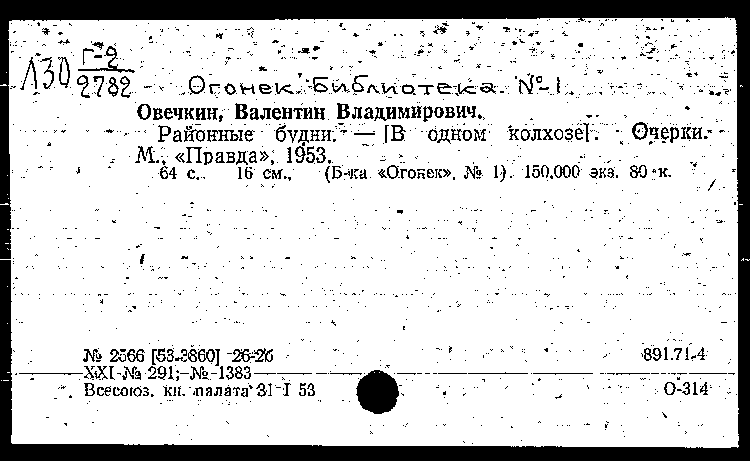 Л30 Г-2
2782
Огонек. Библиотека. № 1.
Овечкин, Валентин Владимирович.
Районные будни. — [В одном колхозе]. Очерки.
М., «Правда», 1953.
64 с. 16 см. (Б-ка «Огонек». № 1). 150.000 экз. 80 к.
№ 2566 [53-3860] 26-26
891.71-4
XXI № 291; № 1383
Всесоюз. кн. палата 31 I 53
О-314